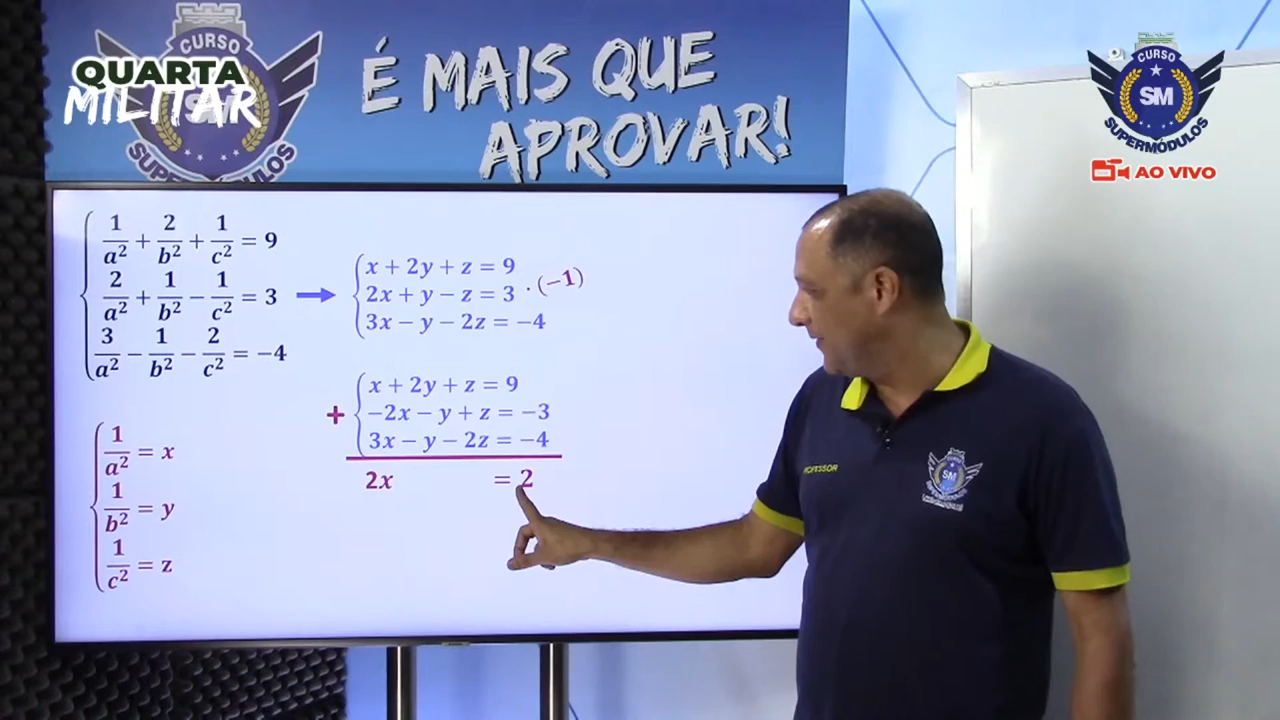 QUARTA
MILITAR
CURSO
SM
SUPERMÓDULOS
É MAIS QUE
APROVAR!
CURSO
SM
SUPERMÓDULOS
AO VIVO
1/a² + 2/b² + 1/c² = 9
2/a² + 1/b² − 1/c² = 3
3/a² − 1/b² − 2/c² = −4
x + 2y + z = 9
2x + y − z = 3 · (−1)
3x − y − 2z = −4
+
x + 2y + z = 9
−2x − y + z = −3
3x − y − 2z = −4
2x = 2
1/a² = x
1/b² = y
1/c² = z
PROFESSOR
CURSO
SM